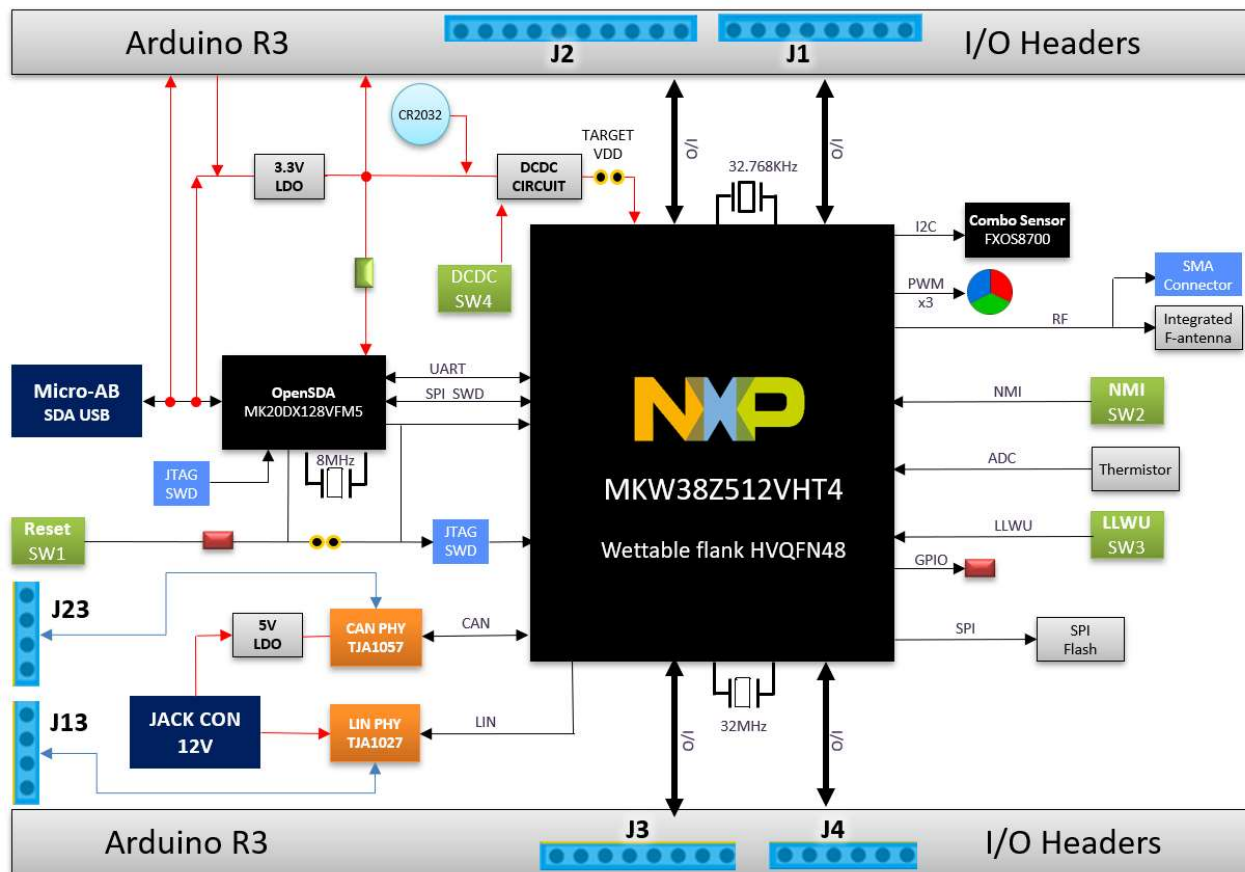 Arduino R3
J2
J1
I/O Headers
CR2032
TARGET
VDD
3.3V
LDO
DCDC
CIRCUIT
I/O
I/O
32.768KHz
DCDC
SW4
I2C
Combo Sensor
FXOS8700
PWM
x3
SMA
Connector
RF
Integrated
F-antenna
Micro-AB
SDA USB
OpenSDA
MK20DX128VFM5
UART
SPI SWD
NXP
NMI
NMI
SW2
JTAG
SWD
8MHz
MKW38Z512VHT4
ADC
Thermistor
Reset
SW1
JTAG
SWD
Wettable flank HVQFN48
LLWU
LLWU
SW3
GPIO
J23
5V
LDO
CAN PHY
TJA1057
CAN
SPI
SPI
Flash
J13
JACK CON
12V
LIN PHY
TJA1027
LIN
32MHz
I/O
I/O
Arduino R3
J3
J4
I/O Headers